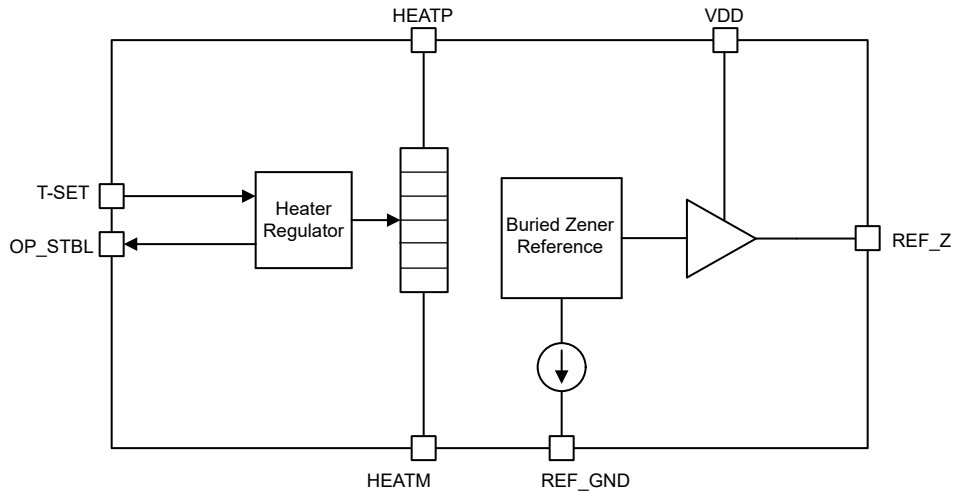 HEATP
VDD
T-SET
OP_STBL
Heater
Regulator
Buried Zener
Reference
REF_Z
HEATM
REF_GND